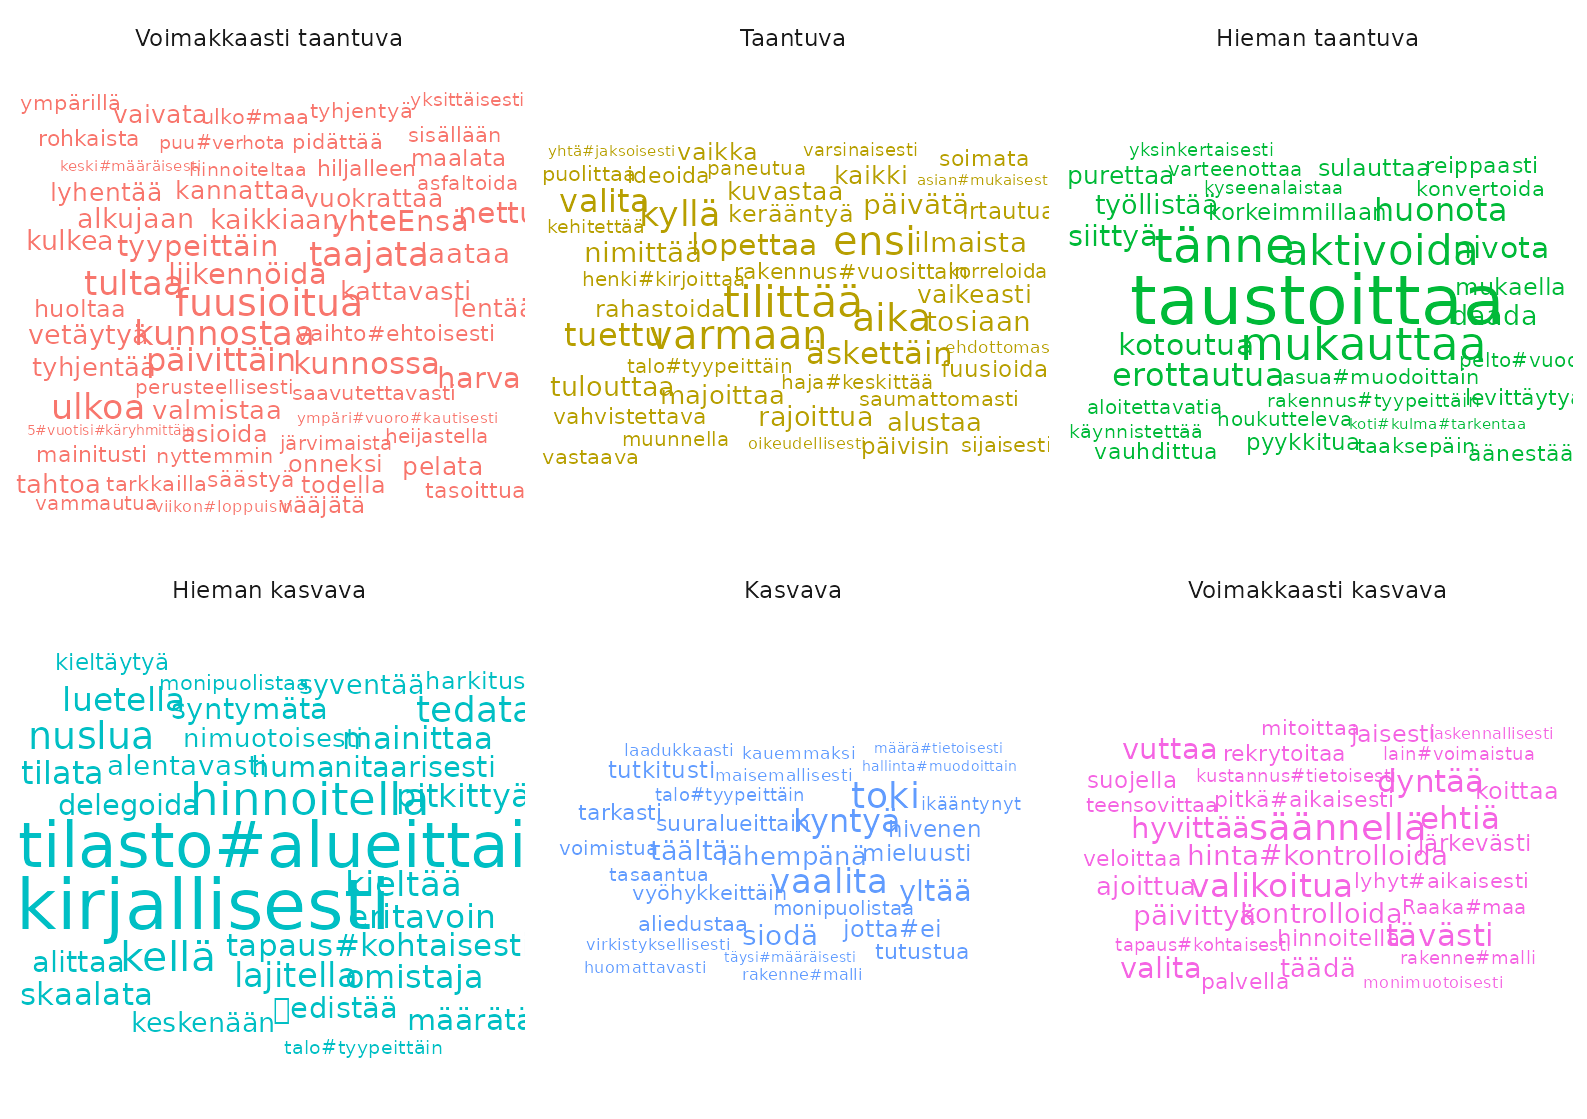 Voimakkaasti taantuva
ympärillä vaivata ulko#maa tyhjentyä yksittäisesti
rohkaista puu#verhota pidättää sisällään
keski#määräisesti hinnoiteltaa hiljalleen maalata
lyhentää kannattaa vuokrattaa asfaltoida
alkujaan kaikkiaan yhteEnsä nettu
kulkea tyypeittäin taajata laataa
tultaa liikennöida kattavasti
huoltaa fuusioitua lentää
vetäytyä kunnostaa vaihto#ehtoisesti
tyhjentää päivittäin kunnossa harva
perusteellisesti saavutettavasti
ulkoa valmistaa ympäri#vuoro#kautisesti
5#vuotisi#käryhmittäin asioida järvimaista heijastella
mainitusti nyttemmin onneksi pelata
tahtoa tarkkailla säästyä todella tasoittua
vammautua viikon#loppuisin vääjätä
Taantuva
yhtä#jaksoisesti vaikka varsinaisesti soimata
puolittaa ideoida paneutua kaikki asian#mukaisest
valita kuvastaa päivätä irtautua
kehitettää kyllä kerääntyä
nimittää lopettaa ensi ilmaista
henki#kirjoittaa rakennus#vuosittain korreloida
rahastoida tilittää vaikeasti
tuettu varmaan aika tosiaan
talo#tyypeittäin äskettäin ehdottomas
tulouttaa haja#keskittää fuusioida
majoittaa saumattomasti
vahvistettava rajoittua alustaa
muunnella oikeudellisesti päivisin sijaisesti
vastaava
Hieman taantuva
yksinkertaisesti
purettaa varteenottaa sulauttaa reippaasti
kyseenalaistaa konvertoida
työllistää korkeimmillaan huonota
siittyä tänne aktivoida nivota
taustoittaa mukaella
daada
kotoutua mukauttaa pelto#vuo
erottautua asua#muodoittain
aloitettavatia rakennus#tyypeittäin levittäytyä
käynnistettää houkutteleva koti#kulma#tarkentaa
vauhdittua pyykkitua taaksepäin äänestää
Hieman kasvava
kieltäytyä
monipuolistaa syventää harkitus
luetella syntymätä tedata
nuslua nimuotoisesti mainittaa
tilata alentavasti humanitaarisesti
delegoida hinnoitella pitkittyä
tilasto#alueittai
kirjallisesti kieltää
eritavoin
alittaa kellä tapaus#kohtaisest
lajitella omistaja
skaalata edistää
keskenään määrätä
talo#tyypeittäin
Kasvava
laadukkaasti kauemmaksi määrä#tietoisesti
tutkitusti maisemallisesti hallinta#muodoittain
talo#tyypeittäin toki ikääntynyt
tarkasti suuralueittain kyntyä nivenen
voimistua täältä lähempänä mieluusti
tasaantua vaalita
vyöhykkeittäin yltää
monipuolistaa
aliedustaa siodä jotta#ei
virkistyksellisesti täysi#määräisesti tutustua
huomattavasti rakenne#malli
Voimakkaasti kasvava
mitoittaa jaisesti laskennallisesti
vuttaa rekrytoitaa lain#voimaistua
suojella kustannus#tietoisesti dyntää koittaa
teensovittaa pitkä#aikaisesti
hyvittää säännellä ehtiä
veloittaa hinta#kontrolloida järkevästi
ajoittua valikoitua lyhyt#aikaisesti
päivittyä kontrolloida Raaka#maa
tapaus#kohtaisesti hinnoitella tävästi
valita täädä rakenne#malli
palvella monimuotoisesti